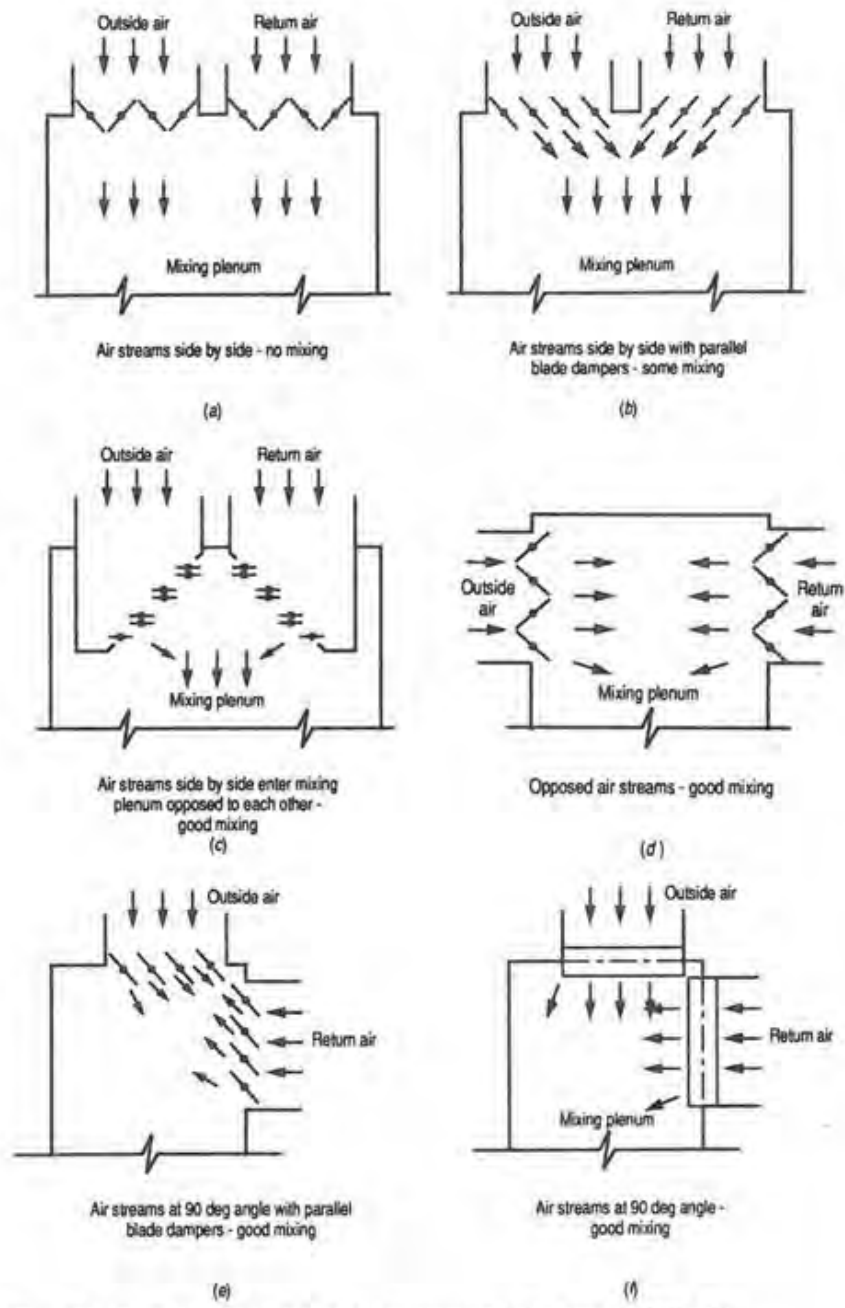 Outside air
Return air
Mixing plenum
Air streams side by side - no mixing
(a)
Outside air
Return air
Mixing plenum
Air streams side by side with parallel
blade dampers - some mixing
(b)
Outside air
Return air
Mixing plenum
Air streams side by side enter mixing
plenum opposed to each other -
good mixing
(c)
Outside
air
Return
air
Mixing plenum
Opposed air streams - good mixing
(d)
Outside air
Return air
Air streams at 90 deg angle with parallel
blade dampers - good mixing
(e)
Outside air
Return air
Mixing plenum
Air streams at 90 deg angle -
good mixing
(f)